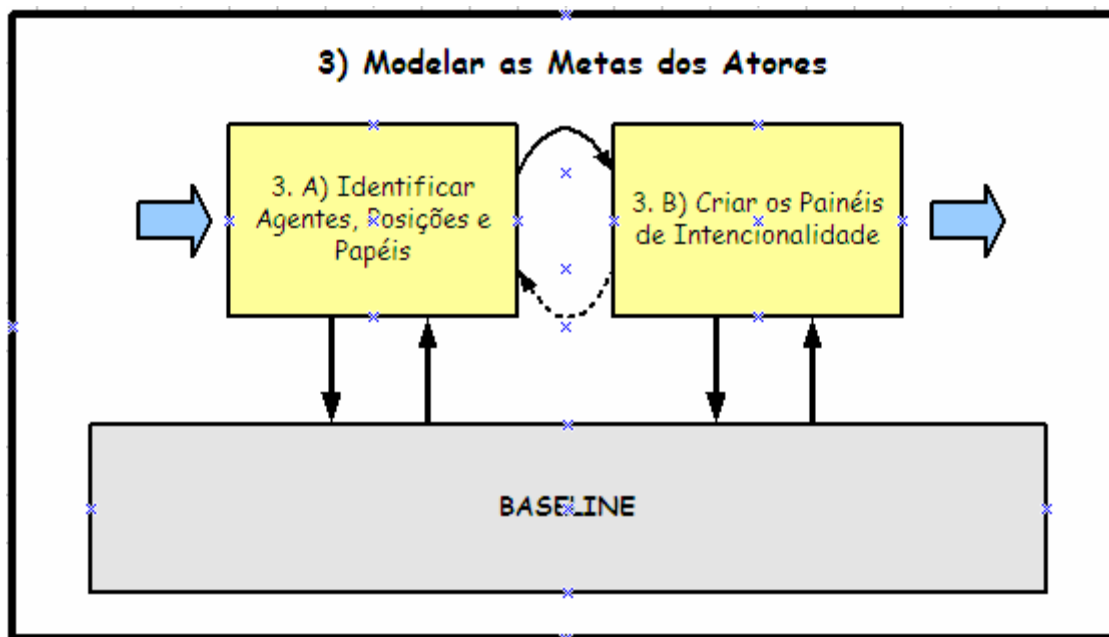 3) Modelar as Metas dos Atores
3. A) Identificar
Agentes, Posições e
Papéis
3. B) Criar os Painéis
de Intencionalidade
BASELINE